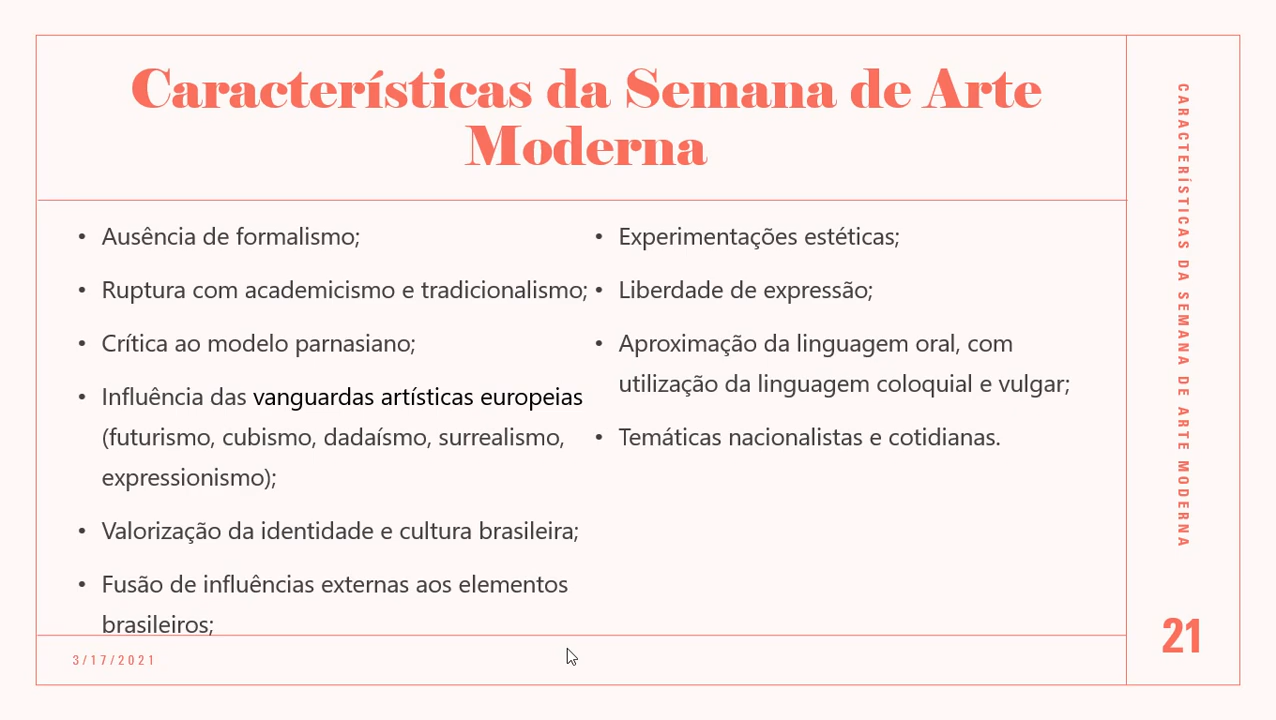 Características da Semana de Arte
Moderna
• Ausência de formalismo;
• Ruptura com academicismo e tradicionalismo;
• Crítica ao modelo parnasiano;
• Influência das vanguardas artísticas europeias
(futurismo, cubismo, dadaísmo, surrealismo,
expressionismo);
• Valorização da identidade e cultura brasileira;
• Fusão de influências externas aos elementos
brasileiros;
• Experimentações estéticas;
• Liberdade de expressão;
• Aproximação da linguagem oral, com
utilização da linguagem coloquial e vulgar;
• Temáticas nacionalistas e cotidianas.
CARACTERÍSTICAS DA SEMANA DE ARTE MODERNA
21
3/17/2021